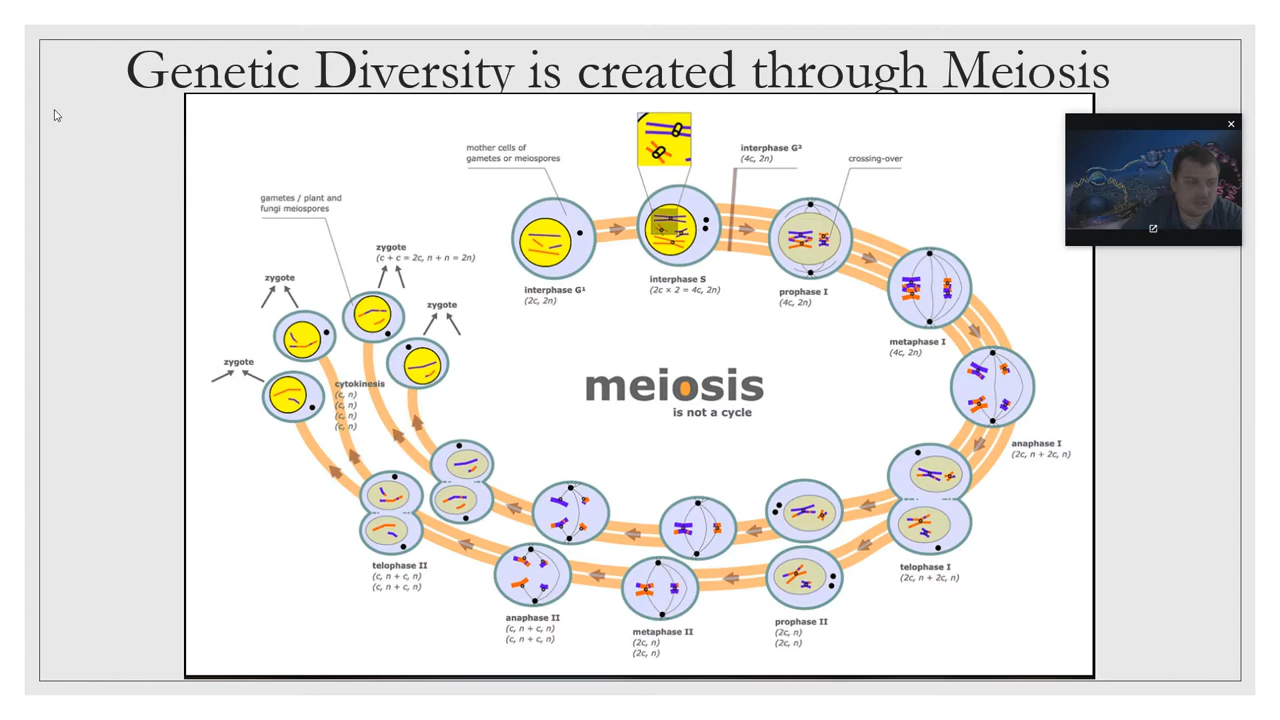 Genetic Diversity is created through Meiosis
mother cells of
gametes or meiospores
interphase G²
(4c, 2n)
crossing-over
gametes / plant and
fungi meiospores
zygote
(c + c = 2c, n + n = 2n)
zygote
zygote
zygote
interphase G¹
(2c, 2n)
interphase S
(2c × 2 = 4c, 2n)
prophase I
(4c, 2n)
metaphase I
(4c, 2n)
cytokinesis
(c, n)
(c, n)
(c, n)
(c, n)
meiosis
is not a cycle
anaphase I
(2c, n + 2c, n)
telophase II
(c, n + c, n)
(c, n + c, n)
telophase I
(2c, n + 2c, n)
anaphase II
(c, n + c, n)
(c, n + c, n)
metaphase II
(2c, n)
(2c, n)
prophase II
(2c, n)
(2c, n)